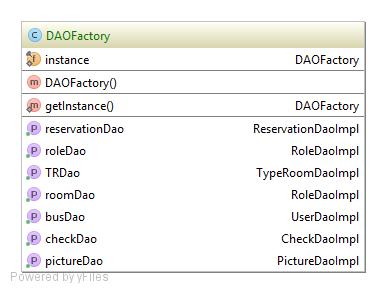 C DAOFactory
f instance DAOFactory
m DAOFactory()
m getInstance() DAOFactory
P reservationDao ReservationDaoImpl
P roleDao RoleDaoImpl
P TRDao TypeRoomDaoImpl
P roomDao RoleDaoImpl
P busDao UserDaoImpl
P checkDao CheckDaoImpl
P pictureDao PictureDaoImpl
Powered by yFiles